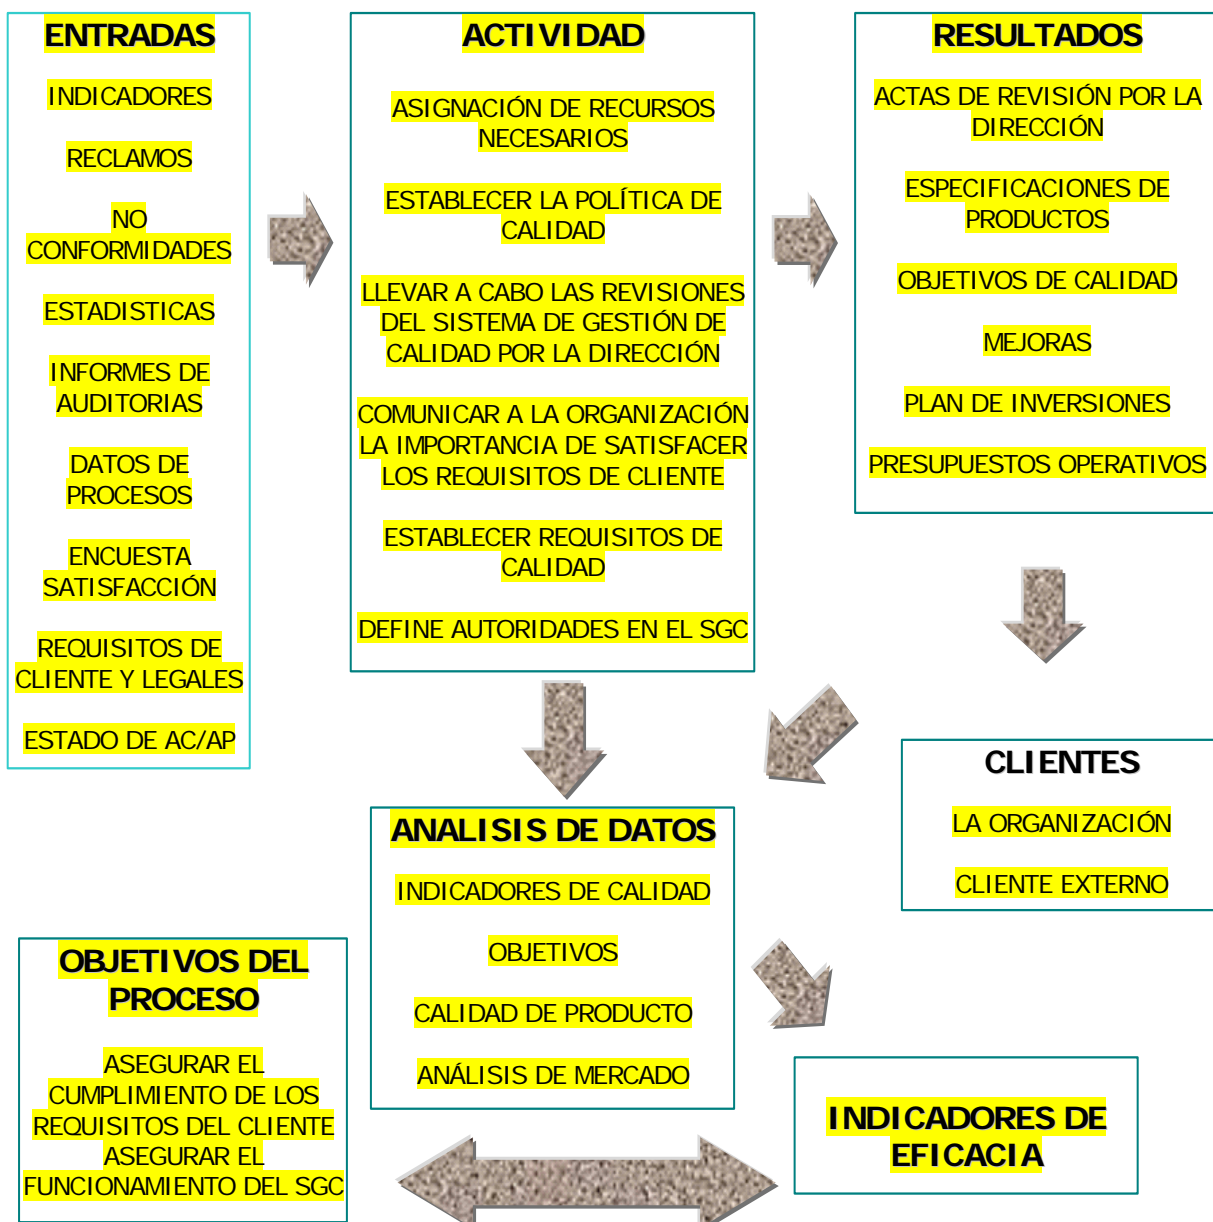 ENTRADAS
INDICADORES
RECLAMOS
NO
CONFORMIDADES
ESTADISTICAS
INFORMES DE
AUDITORIAS
DATOS DE
PROCESOS
ENCUESTA
SATISFACCIÓN
REQUISITOS DE
CLIENTE Y LEGALES
ESTADO DE AC/AP
ACTIVIDAD
ASIGNACIÓN DE RECURSOS
NECESARIOS
ESTABLECER LA POLÍTICA DE
CALIDAD
LLEVAR A CABO LAS REVISIONES
DEL SISTEMA DE GESTIÓN DE
CALIDAD POR LA DIRECCIÓN
COMUNICAR A LA ORGANIZACIÓN
LA IMPORTANCIA DE SATISFACER
LOS REQUISITOS DE CLIENTE
ESTABLECER REQUISITOS DE
CALIDAD
DEFINE AUTORIDADES EN EL SGC
RESULTADOS
ACTAS DE REVISIÓN POR LA
DIRECCIÓN
ESPECIFICACIONES DE
PRODUCTOS
OBJETIVOS DE CALIDAD
MEJORAS
PLAN DE INVERSIONES
PRESUPUESTOS OPERATIVOS
CLIENTES
LA ORGANIZACIÓN
CLIENTE EXTERNO
ANALISIS DE DATOS
INDICADORES DE CALIDAD
OBJETIVOS
CALIDAD DE PRODUCTO
ANÁLISIS DE MERCADO
OBJETIVOS DEL
PROCESO
ASEGURAR EL
CUMPLIMIENTO DE LOS
REQUISITOS DEL CLIENTE
ASEGURAR EL
FUNCIONAMIENTO DEL SGC
INDICADORES DE
EFICACIA